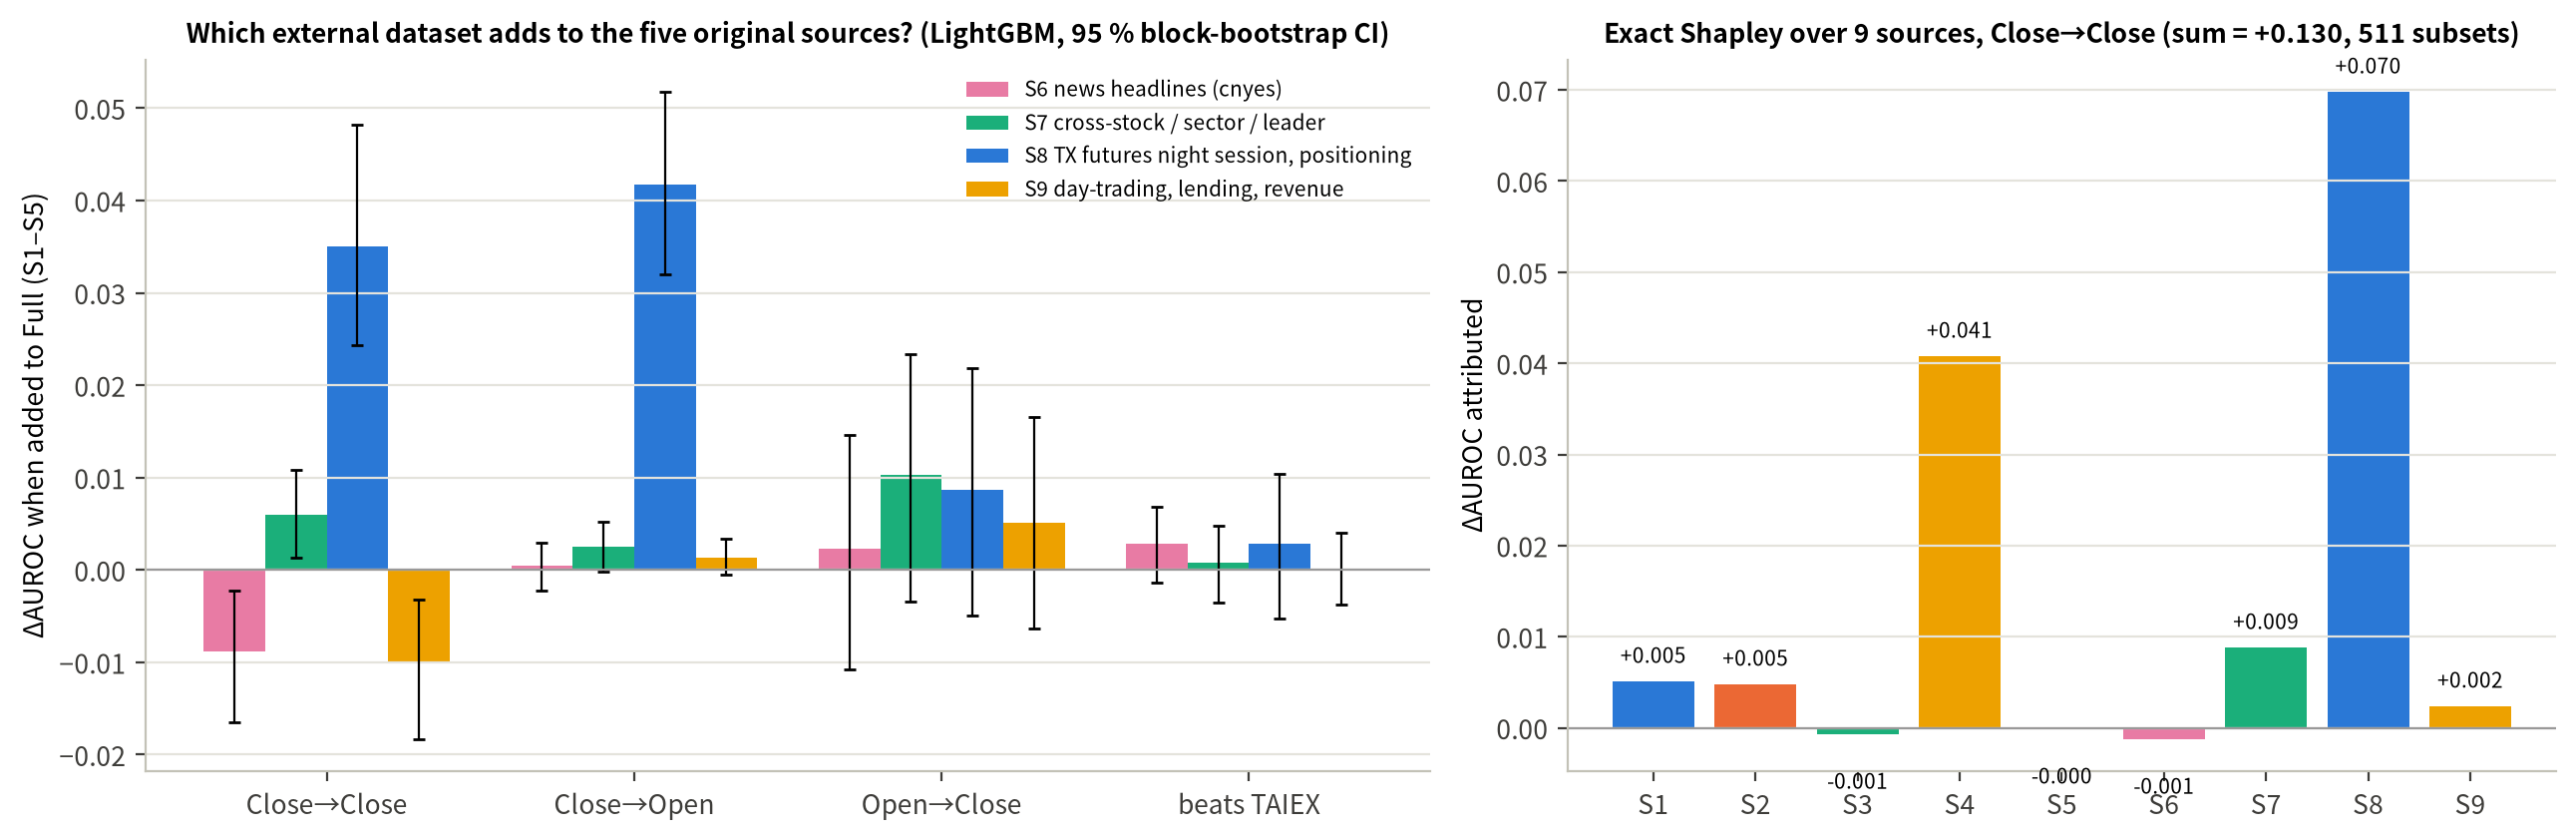 Which external dataset adds to the five original sources? (LightGBM, 95 % block-bootstrap CI)
ΔAUROC when added to Full (S1–S5)
0.05
0.04
0.03
0.02
0.01
0.00
−0.01
−0.02
S6 news headlines (cnyes)
S7 cross-stock / sector / leader
S8 TX futures night session, positioning
S9 day-trading, lending, revenue
Close→Close
Close→Open
Open→Close
beats TAIEX
Exact Shapley over 9 sources, Close→Close (sum = +0.130, 511 subsets)
ΔAUROC attributed
0.07
0.06
0.05
0.04
0.03
0.02
0.01
0.00
+0.005
+0.005
-0.001
+0.041
-0.000
-0.001
+0.009
+0.070
+0.002
S1
S2
S3
S4
S5
S6
S7
S8
S9